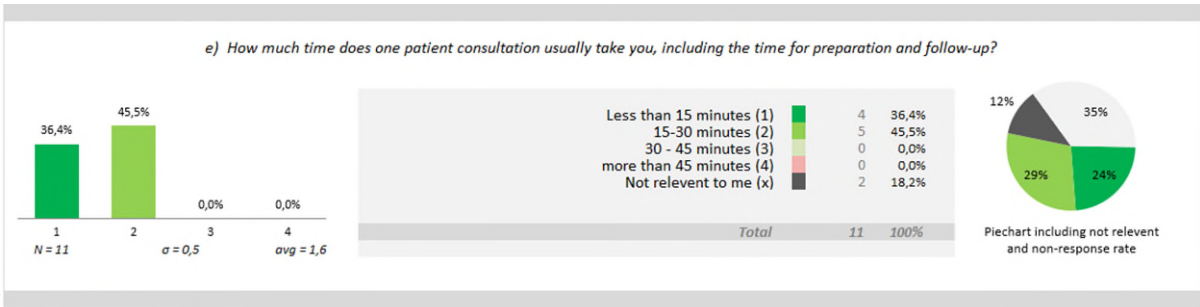 e) How much time does one patient consultation usually take you, including the time for preparation and follow-up?
36,4%
45,5%
0,0%
0,0%
1 2 3 4
N = 11 σ = 0,5 avg = 1,6
Less than 15 minutes (1) 4 36,4%
15-30 minutes (2) 5 45,5%
30 - 45 minutes (3) 0 0,0%
more than 45 minutes (4) 0 0,0%
Not relevent to me (x) 2 18,2%
Total 11 100%
12%
35%
29%
24%
Piechart including not relevent
and non-response rate